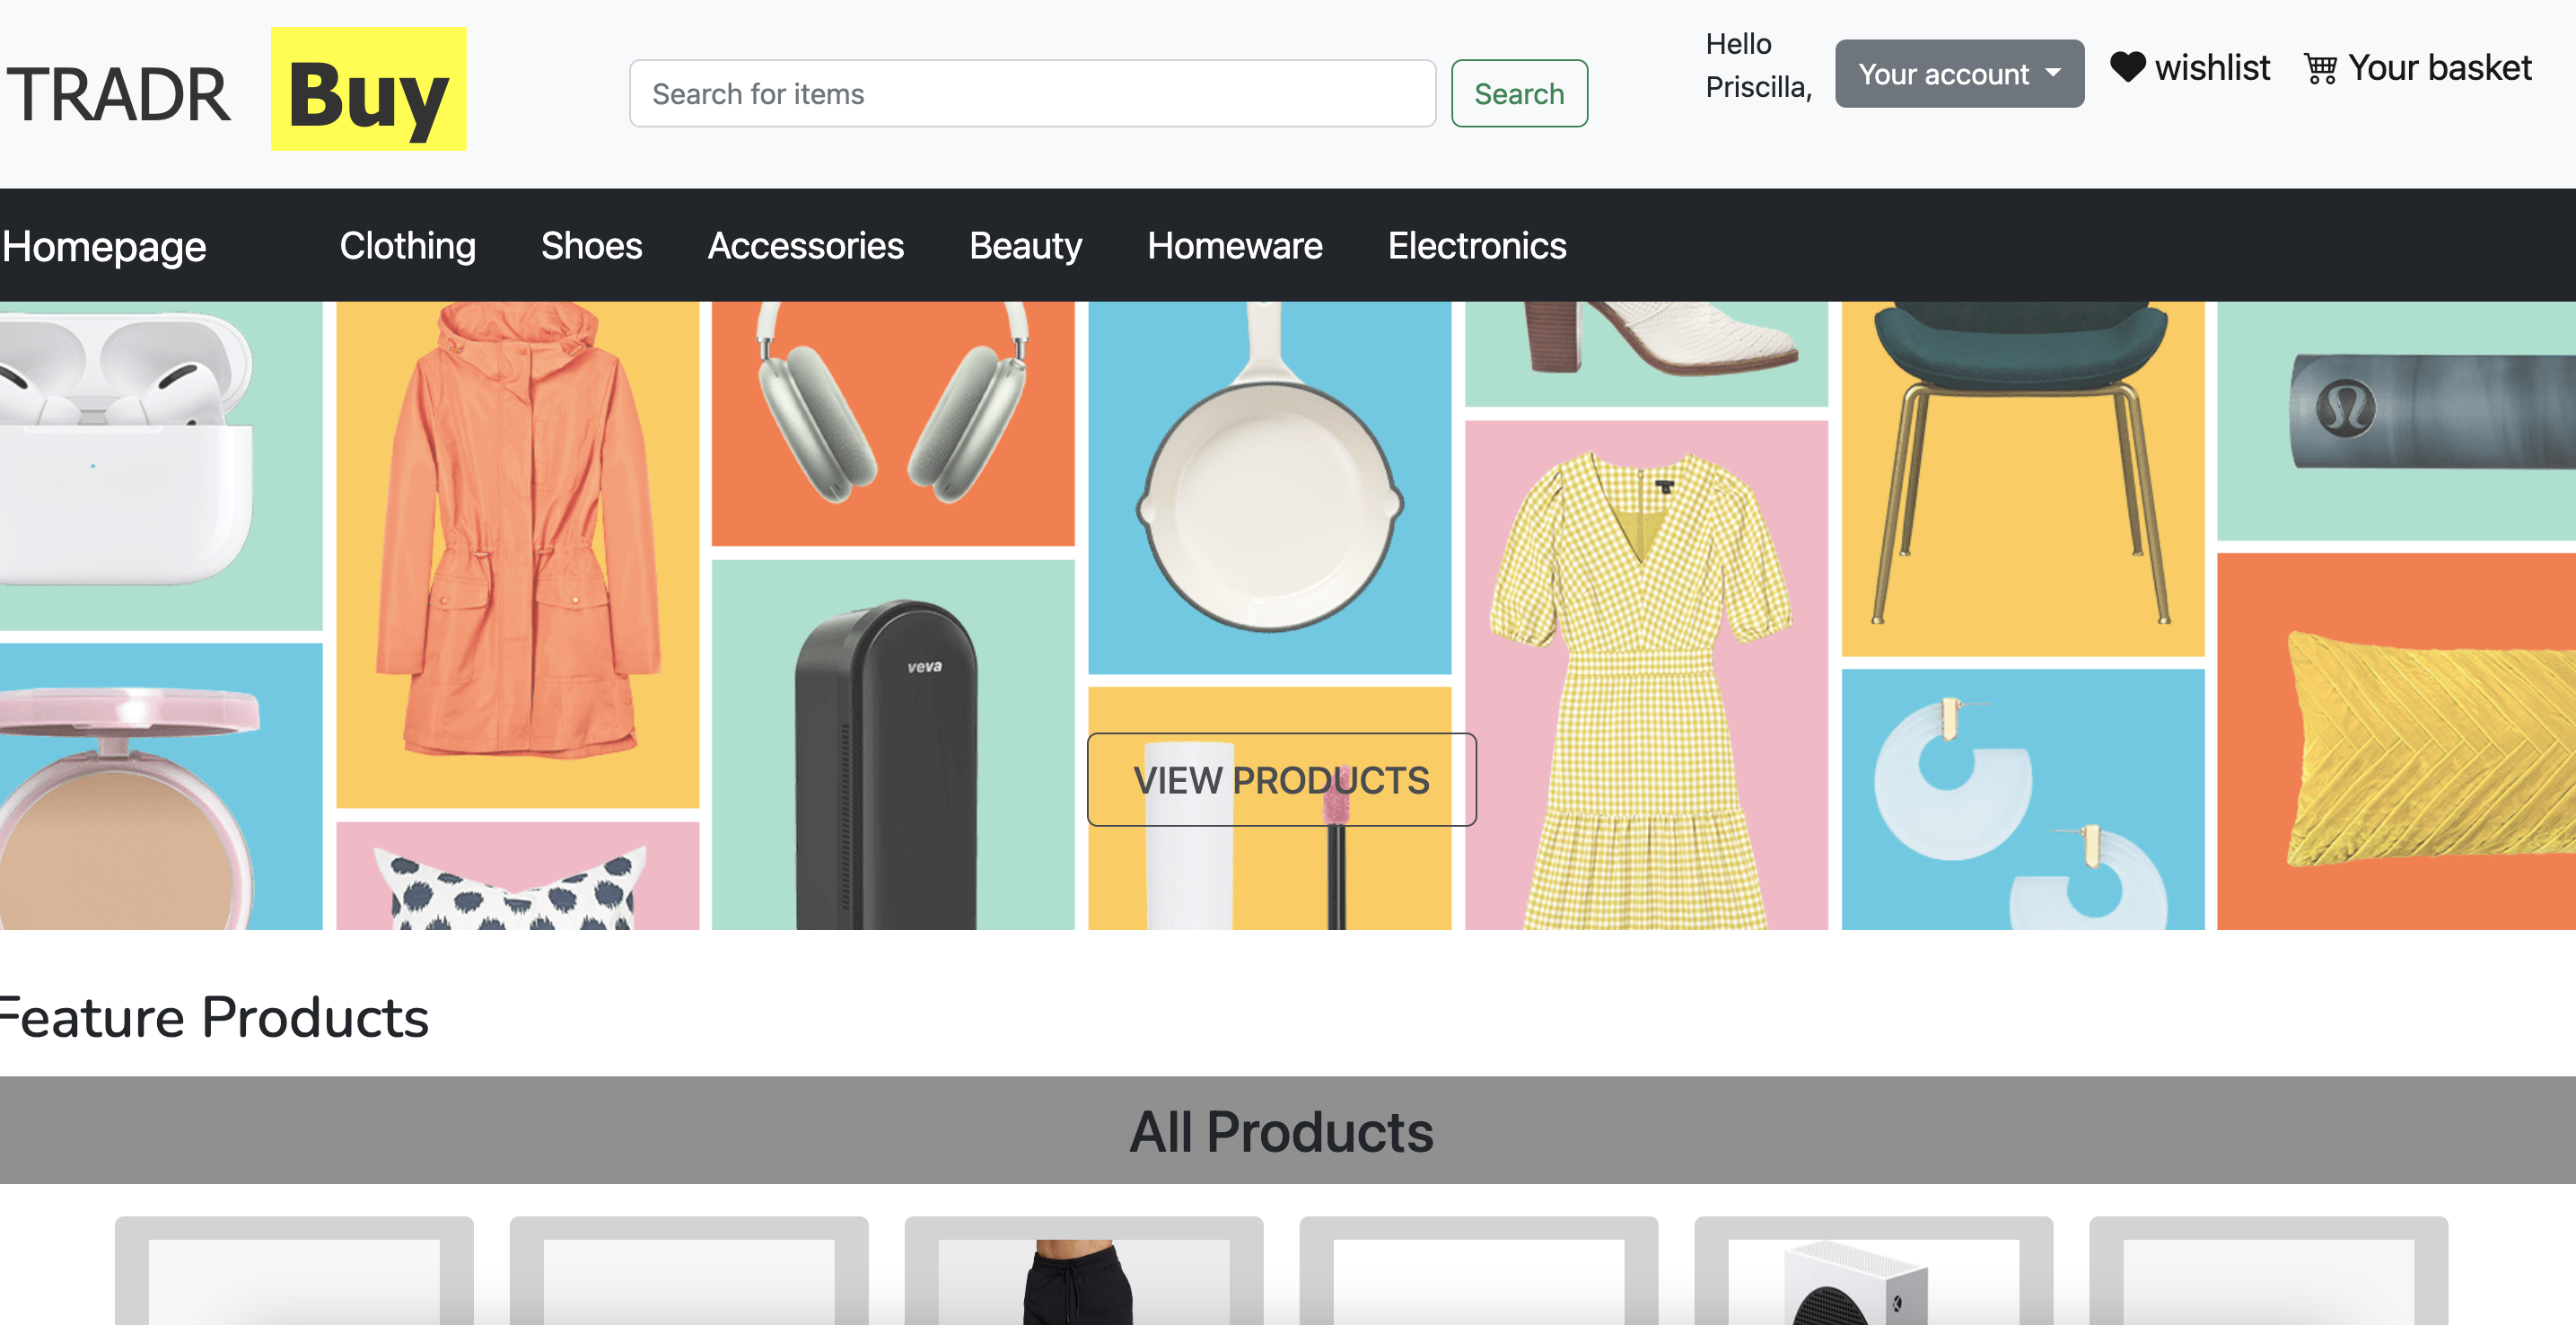 TRADR Buy
Search for items
Search
Hello
Priscilla,
Your account
wishlist
Your basket
Homepage
Clothing
Shoes
Accessories
Beauty
Homeware
Electronics
veva
VIEW PRODUCTS
Feature Products
All Products